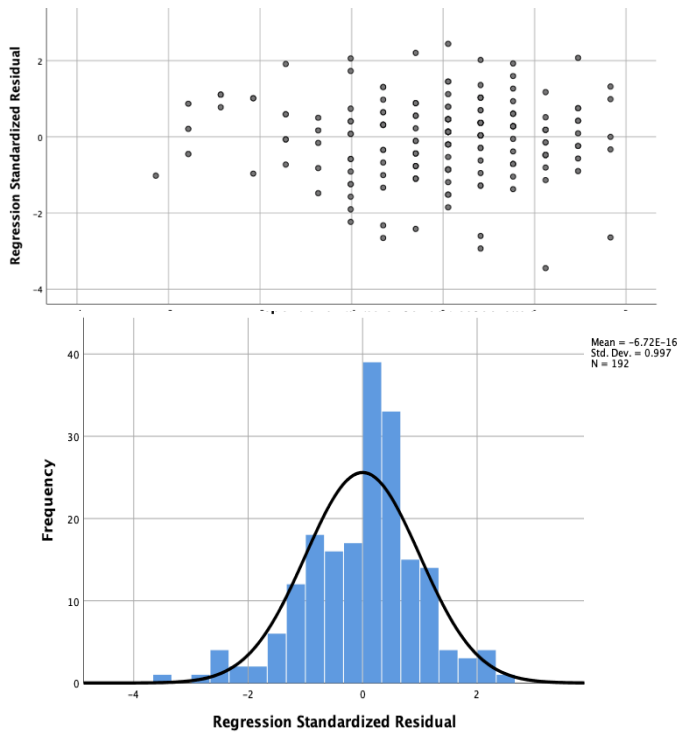 Regression Standardized Residual
2
0
-2
-4
Mean = -6.72E-16
Std. Dev. = 0.997
N = 192
Frequency
40
30
20
10
0
-4
-2
0
2
Regression Standardized Residual